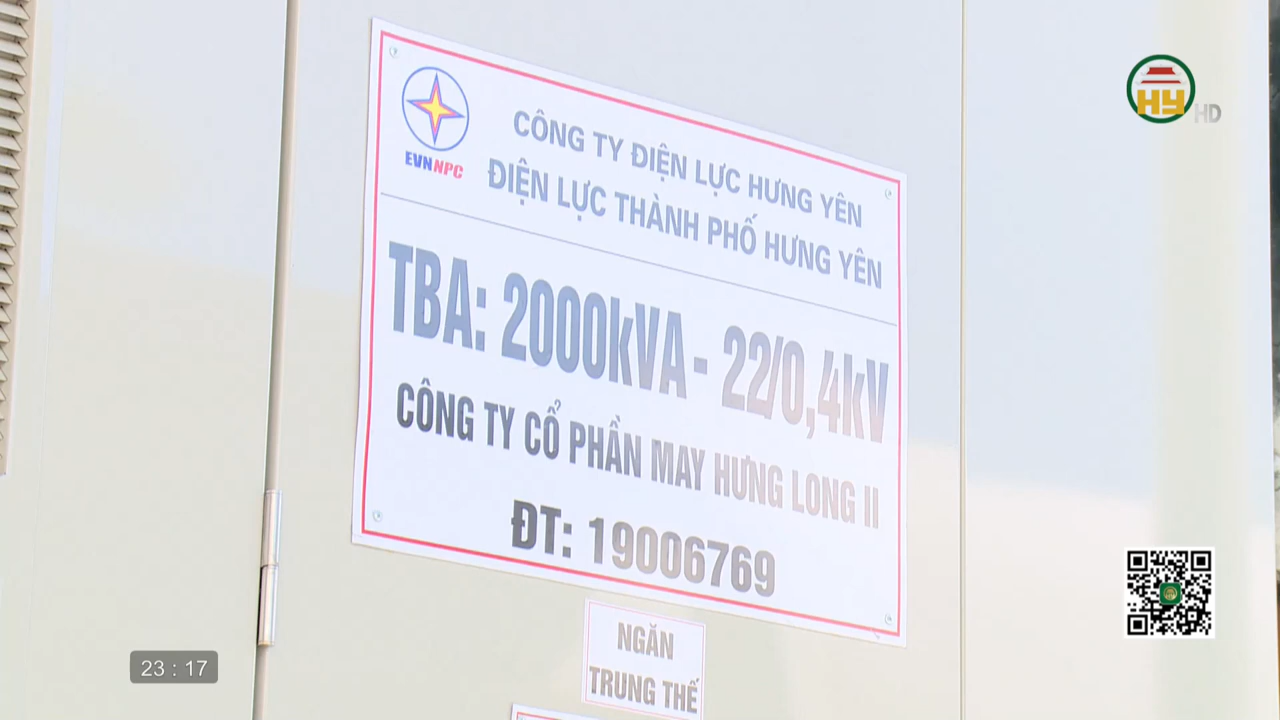 EVNNPC
CÔNG TY ĐIỆN LỰC HƯNG YÊN
ĐIỆN LỰC THÀNH PHỐ HƯNG YÊN
TBA: 2000kVA - 22/0,4kV
CÔNG TY CỔ PHẦN MAY HƯNG LONG II
ĐT: 19006769
NGĂN
TRUNG THẾ
HY HD
23 : 17